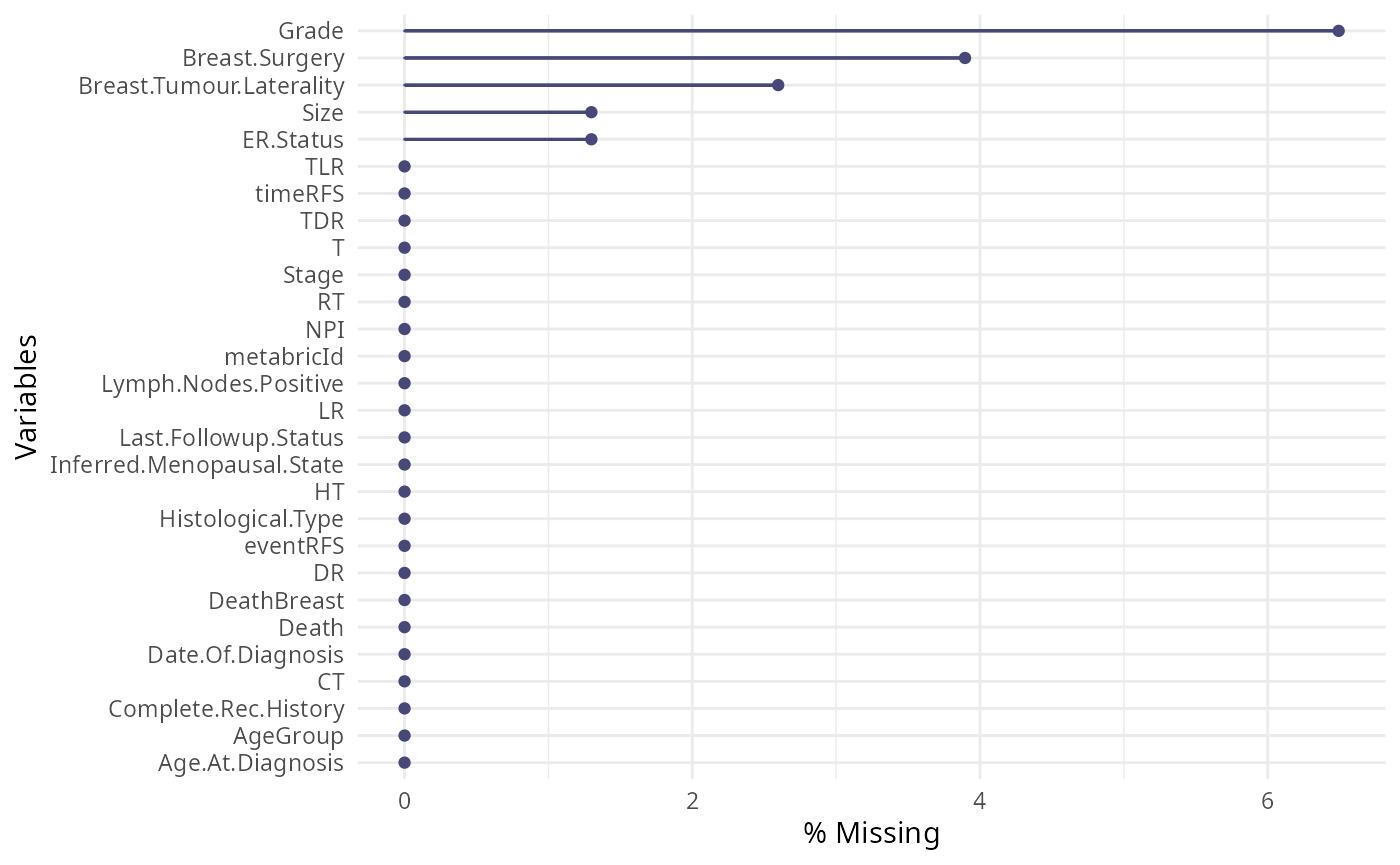 Grade
Breast.Surgery
Breast.Tumour.Laterality
Size
ER.Status
TLR
timeRFS
TDR
T
Stage
RT
NPI
metabricId
Lymph.Nodes.Positive
LR
Last.Followup.Status
Inferred.Menopausal.State
HT
Histological.Type
eventRFS
DR
DeathBreast
Death
Date.Of.Diagnosis
CT
Complete.Rec.History
AgeGroup
Age.At.Diagnosis
Variables
0 2 4 6
% Missing